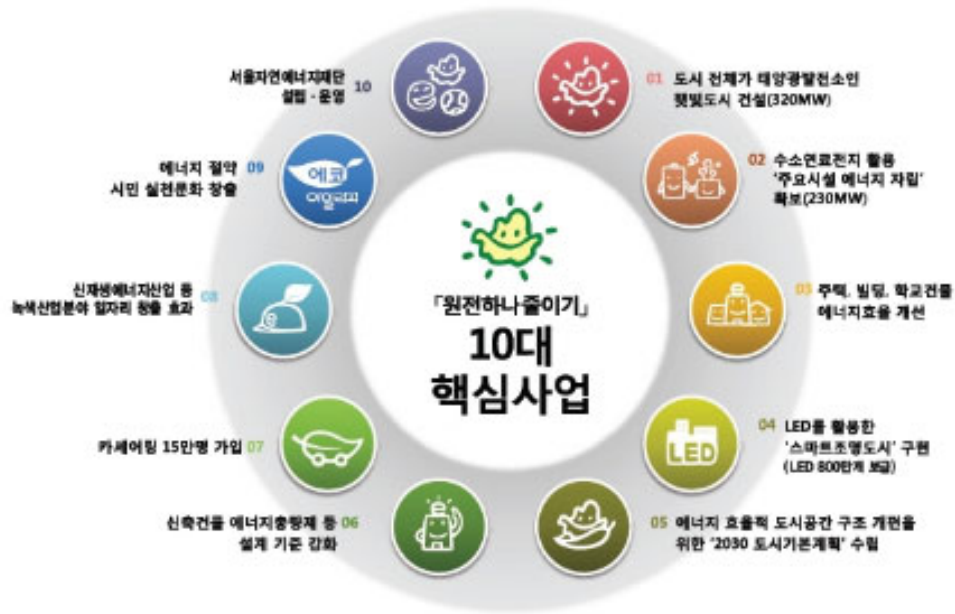 「원전하나줄이기」
10대
핵심사업
01 도시 전체가 태양광발전소인
햇빛도시 건설(320MW)
02 수소연료전지 활용
'주요시설 에너지 자립'
확보(230MW)
03 주택, 빌딩, 학교건물
에너지효율 개선
LED
04 LED를 활용한
'스마트조명도시' 구현
(LED 800만개 보급)
05 에너지 효율적 도시공간 구조 개편을
위한 '2030 도시기본계획' 수립
신축건물 에너지총량제 등 06
설계 기준 강화
카셰어링 15만명 가입 07
신재생에너지산업 등
녹색산업분야 일자리 창출 효과 08
에코
마일리지
에너지 절약 09
시민 실천문화 창출
서울자연에너지재단 10
설립 - 운영